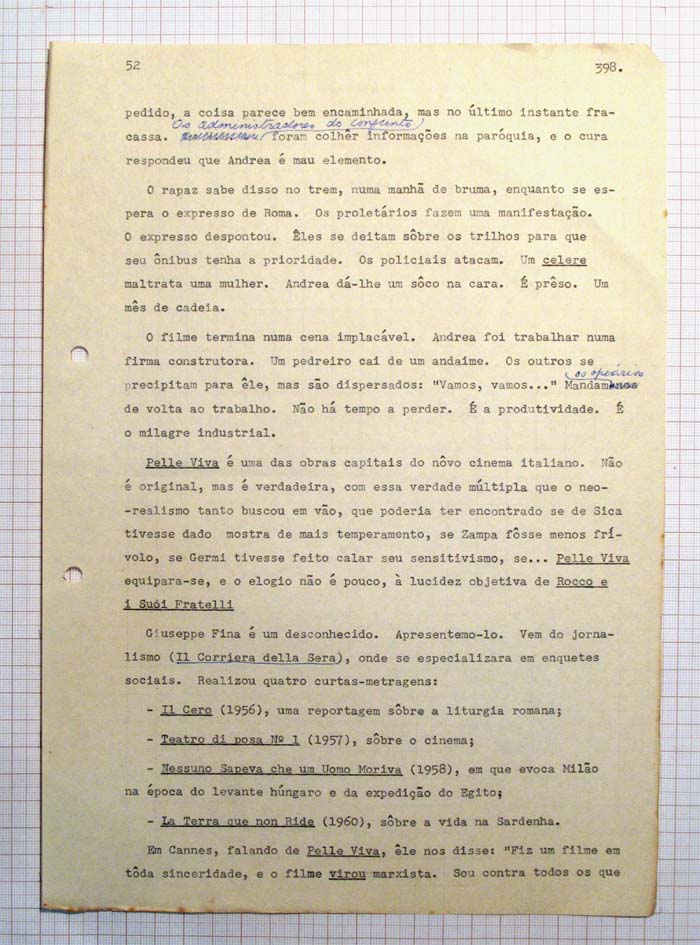 52 398.
pedido, a coisa parece bem encaminhada, mas no último instante fra-
Os administradores do conjunto
cassa. foram colhêr informações na paróquia, e o cura
respondeu que Andrea é mau elemento.
O rapaz sabe disso no trem, numa manhã de bruma, enquanto se es-
pera o expresso de Roma. Os proletários fazem uma manifestação.
O expresso despontou. Êles se deitam sôbre os trilhos para que
seu ônibus tenha a prioridade. Os policiais atacam. Um celere
maltrata uma mulher. Andrea dá-lhe um sôco na cara. É prêso. Um
mês de cadeia.
O filme termina numa cena implacável. Andrea foi trabalhar numa
firma construtora. Um pedreiro cai de um andaime. Os outros se
os operários
precipitam para êle, mas são dispersados: "Vamos, vamos..." Mandam
de volta ao trabalho. Não há tempo a perder. É a produtividade. É
o milagre industrial.
Pelle Viva é uma das obras capitais do nôvo cinema italiano. Não
é original, mas é verdadeira, com essa verdade múltipla que o neo-
-realismo tanto buscou em vão, que poderia ter encontrado se de Sica
tivesse dado mostra de mais temperamento, se Zampa fôsse menos frí-
volo, se Germi tivesse feito calar seu sensitivismo, se... Pelle Viva
equipara-se, e o elogio não é pouco, à lucidez objetiva de Rocco e
i Suói Fratelli
Giuseppe Fina é um desconhecido. Apresentemo-lo. Vem do jorna-
lismo (Il Corriera della Sera), onde se especializara em enquetes
sociais. Realizou quatro curtas-metragens:
- Il Cero (1956), uma reportagem sôbre a liturgia romana;
- Teatro di posa Nº 1 (1957), sôbre o cinema;
- Nessuno Sapeva che um Uomo Moriva (1958), em que evoca Milão
na época do levante húngaro e da expedição do Egito;
- La Terra que non Ride (1960), sôbre a vida na Sardenha.
Em Cannes, falando de Pelle Viva, êle nos disse: "Fiz um filme em
tôda sinceridade, e o filme virou marxista. Sou contra todos os que